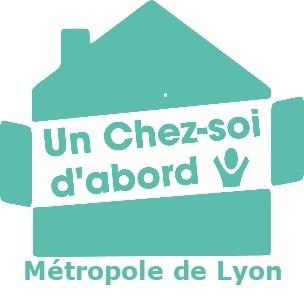 Un Chez-soi
d'abord
Métropole de Lyon